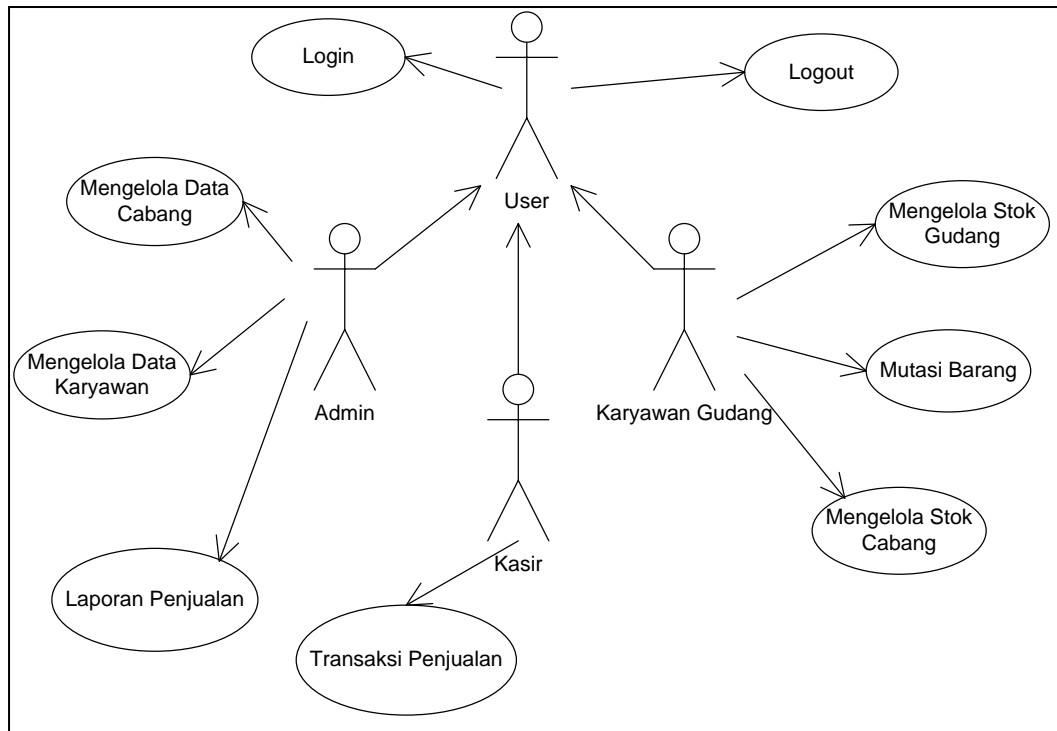 Login
Logout
User
Mengelola Data
Cabang
Mengelola Stok
Gudang
Mengelola Data
Karyawan
Mutasi Barang
Admin
Karyawan Gudang
Mengelola Stok
Cabang
Kasir
Laporan Penjualan
Transaksi Penjualan